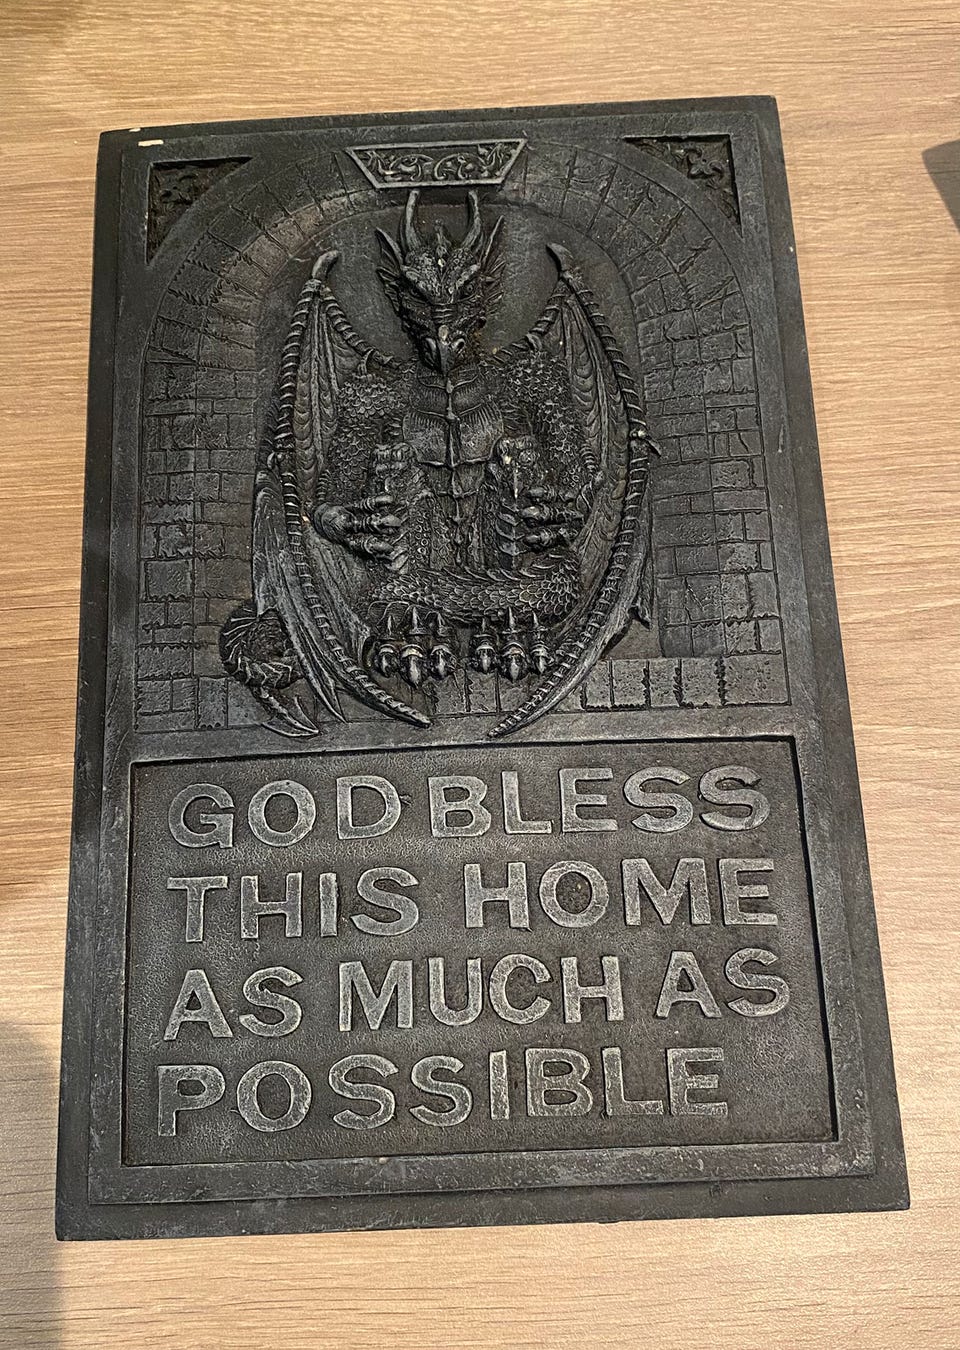 GOD BLESS
THIS HOME
AS MUCH AS
POSSIBLE